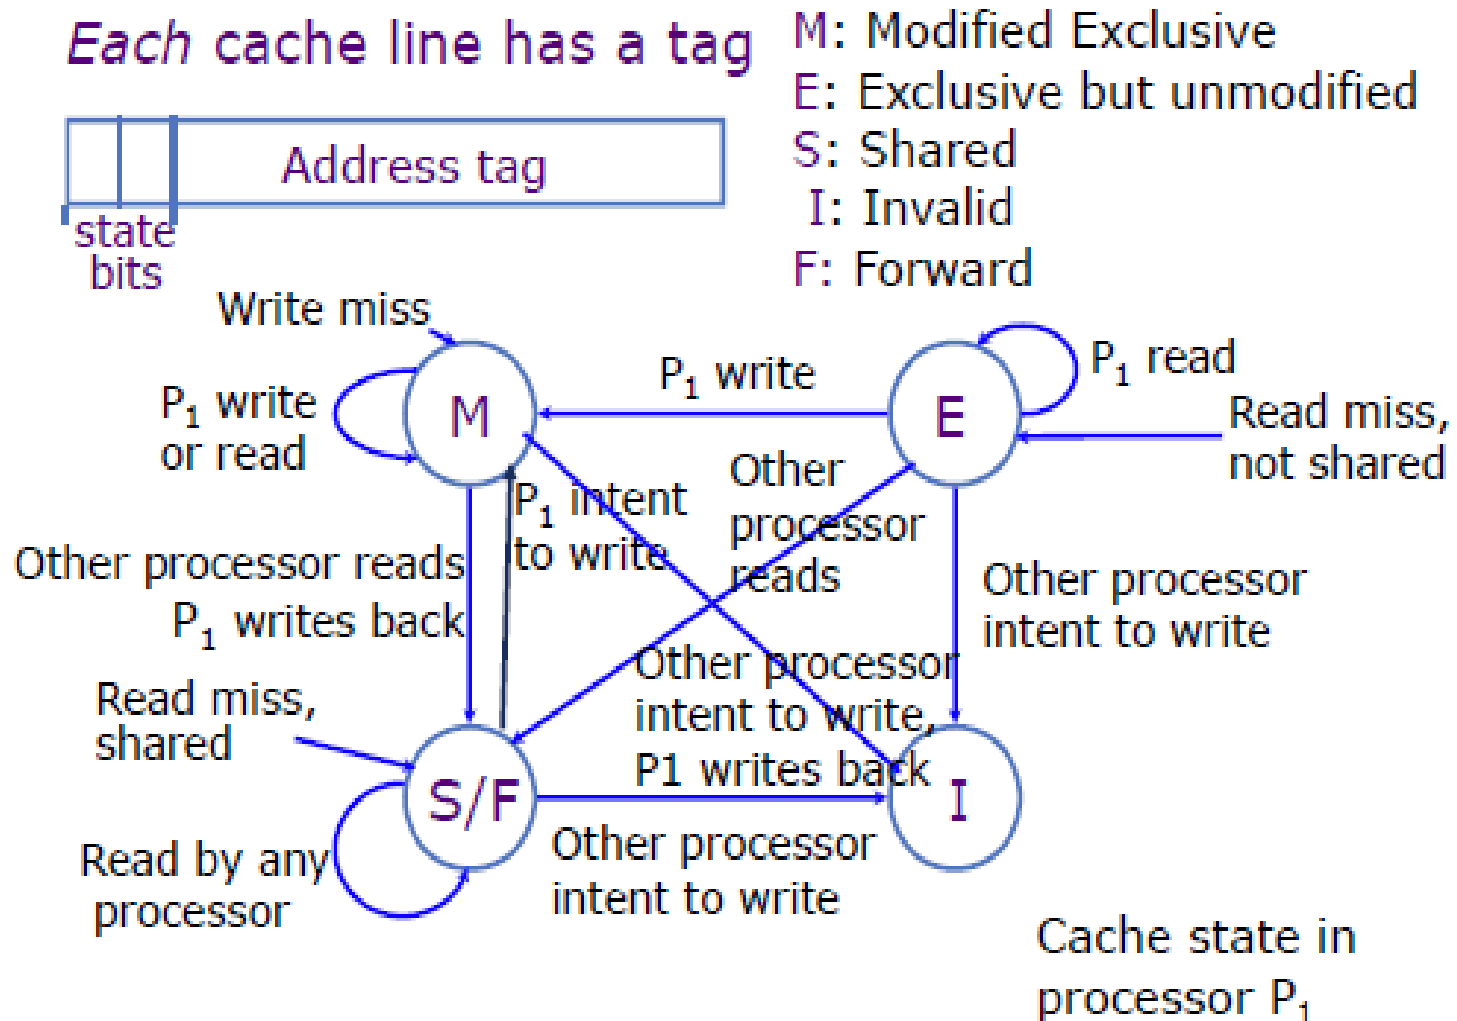 Each cache line has a tag
Address tag
state
bits
M: Modified Exclusive
E: Exclusive but unmodified
S: Shared
I: Invalid
F: Forward
Write miss
P1 write
or read
M
P1 write
E
P1 read
Read miss,
not shared
P1 intent
to write
Other
processor
reads
Other processor reads
P1 writes back
Other processor
intent to write
Other processor
intent to write,
P1 writes back
Read miss,
shared
S/F
I
Read by any
processor
Other processor
intent to write
Cache state in
processor P1